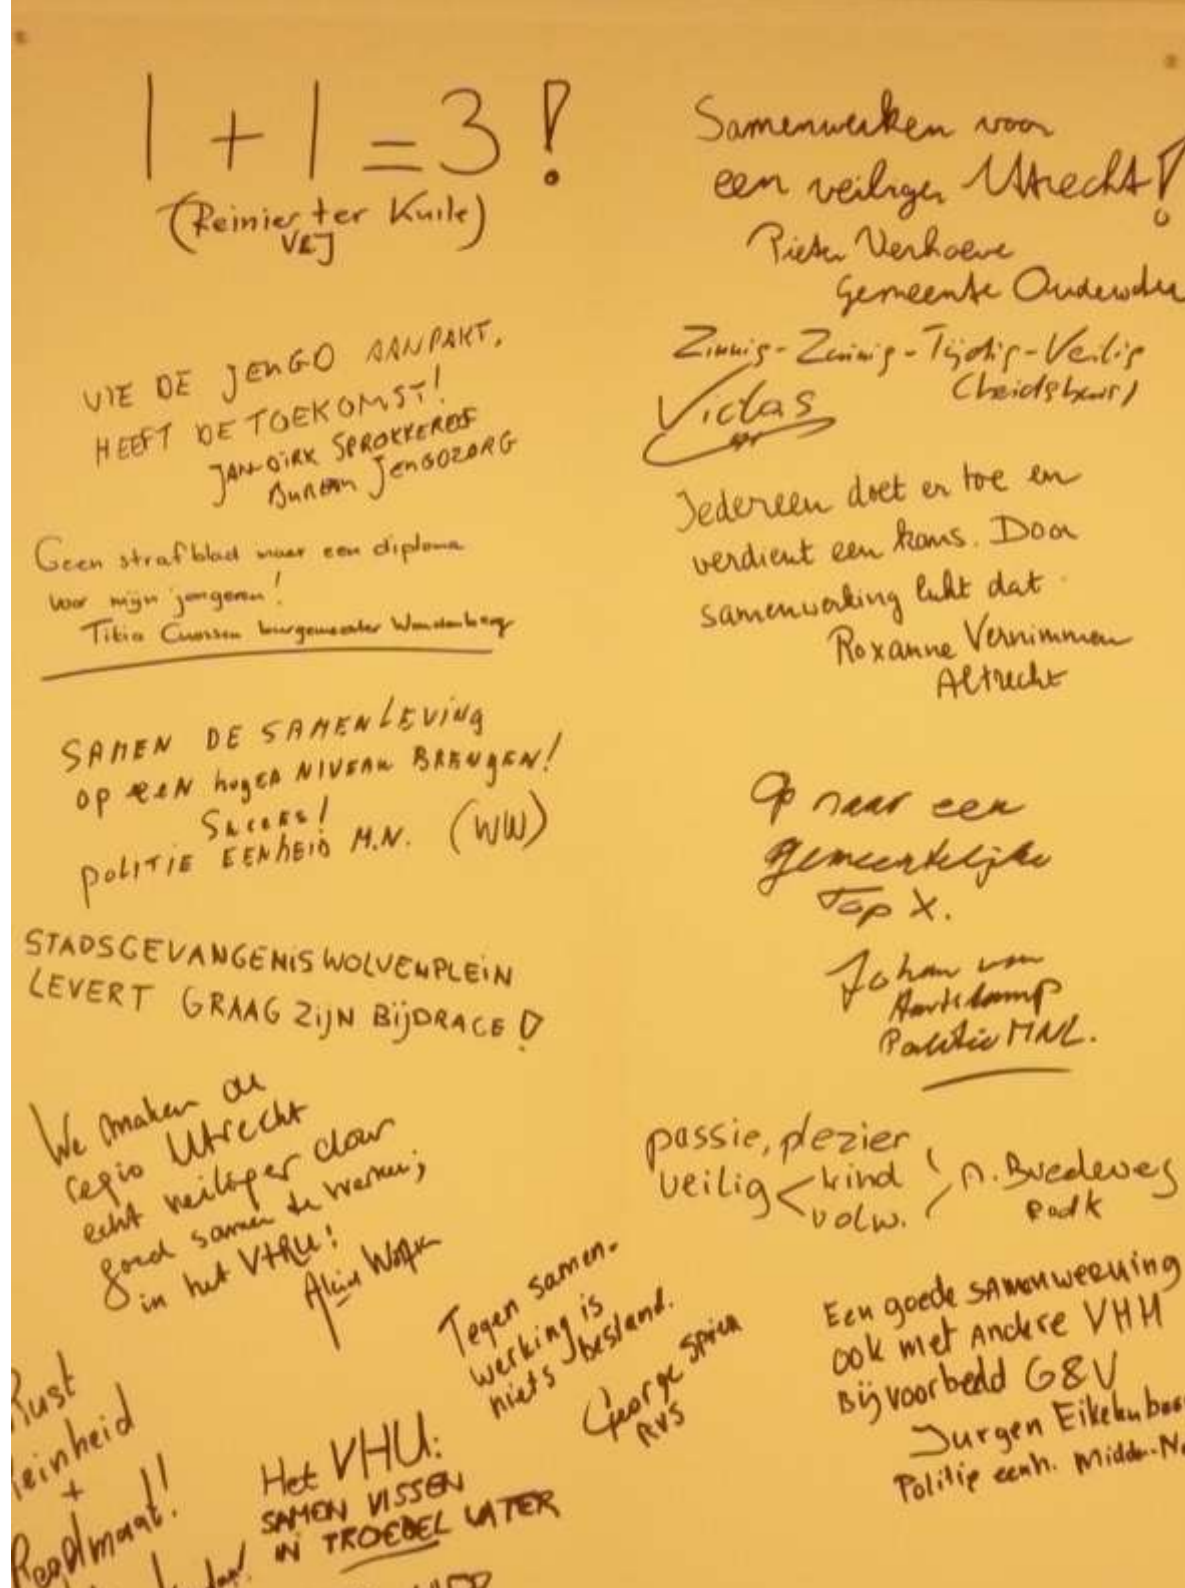 1 + 1 = 3!
(Reinier ter Kuile)
VRJ
WIE DE JEUGD AANPAKT,
HEEFT DE TOEKOMST!
JAN-DIRK SPROKKEREEF
BUREAU JEUGDZORG
Geen strafblad maar een diploma
voor mijn jongeren!
Titia Cnossen burgemeester Woudenberg
SAMEN DE SAMENLEVING
OP EEN hoger NIVEAU BRENGEN!
Succes!
POLITIE EENHEID M.N. (WW)
STADSGEVANGENIS WOLVENPLEIN
LEVERT GRAAG ZIJN BIJDRAGE!
We maken de
regio Utrecht
echt veiliger door
goed samen te werken;
in het VHU!
Rust
Reinheid
+
Regelmaat!!
Het VHU:
SAMEN VISSEN
IN TROEBEL WATER
Tegen samen-
werking is
niets bestand.
George Spier
RVS
Samenwerken voor
een veiliger Utrecht!
Pieter Verhoeve
Gemeente Oudewater
Zinnig-Zuinig-Tijdig-Veilig
Victas
Iedereen doet er toe en
verdient een kans. Door
samenwerking lukt dat
Roxanne Vernimmen
Altrecht
Op naar een
gemeentelijke
Top X.
Johan van
Politie MNL.
passie, plezier
veilig < kind
volw.
Een goede samenwerking
ook met Andere VHH
Bijvoorbeeld G&V
Jurgen
Politie eenh. Midden-Ne